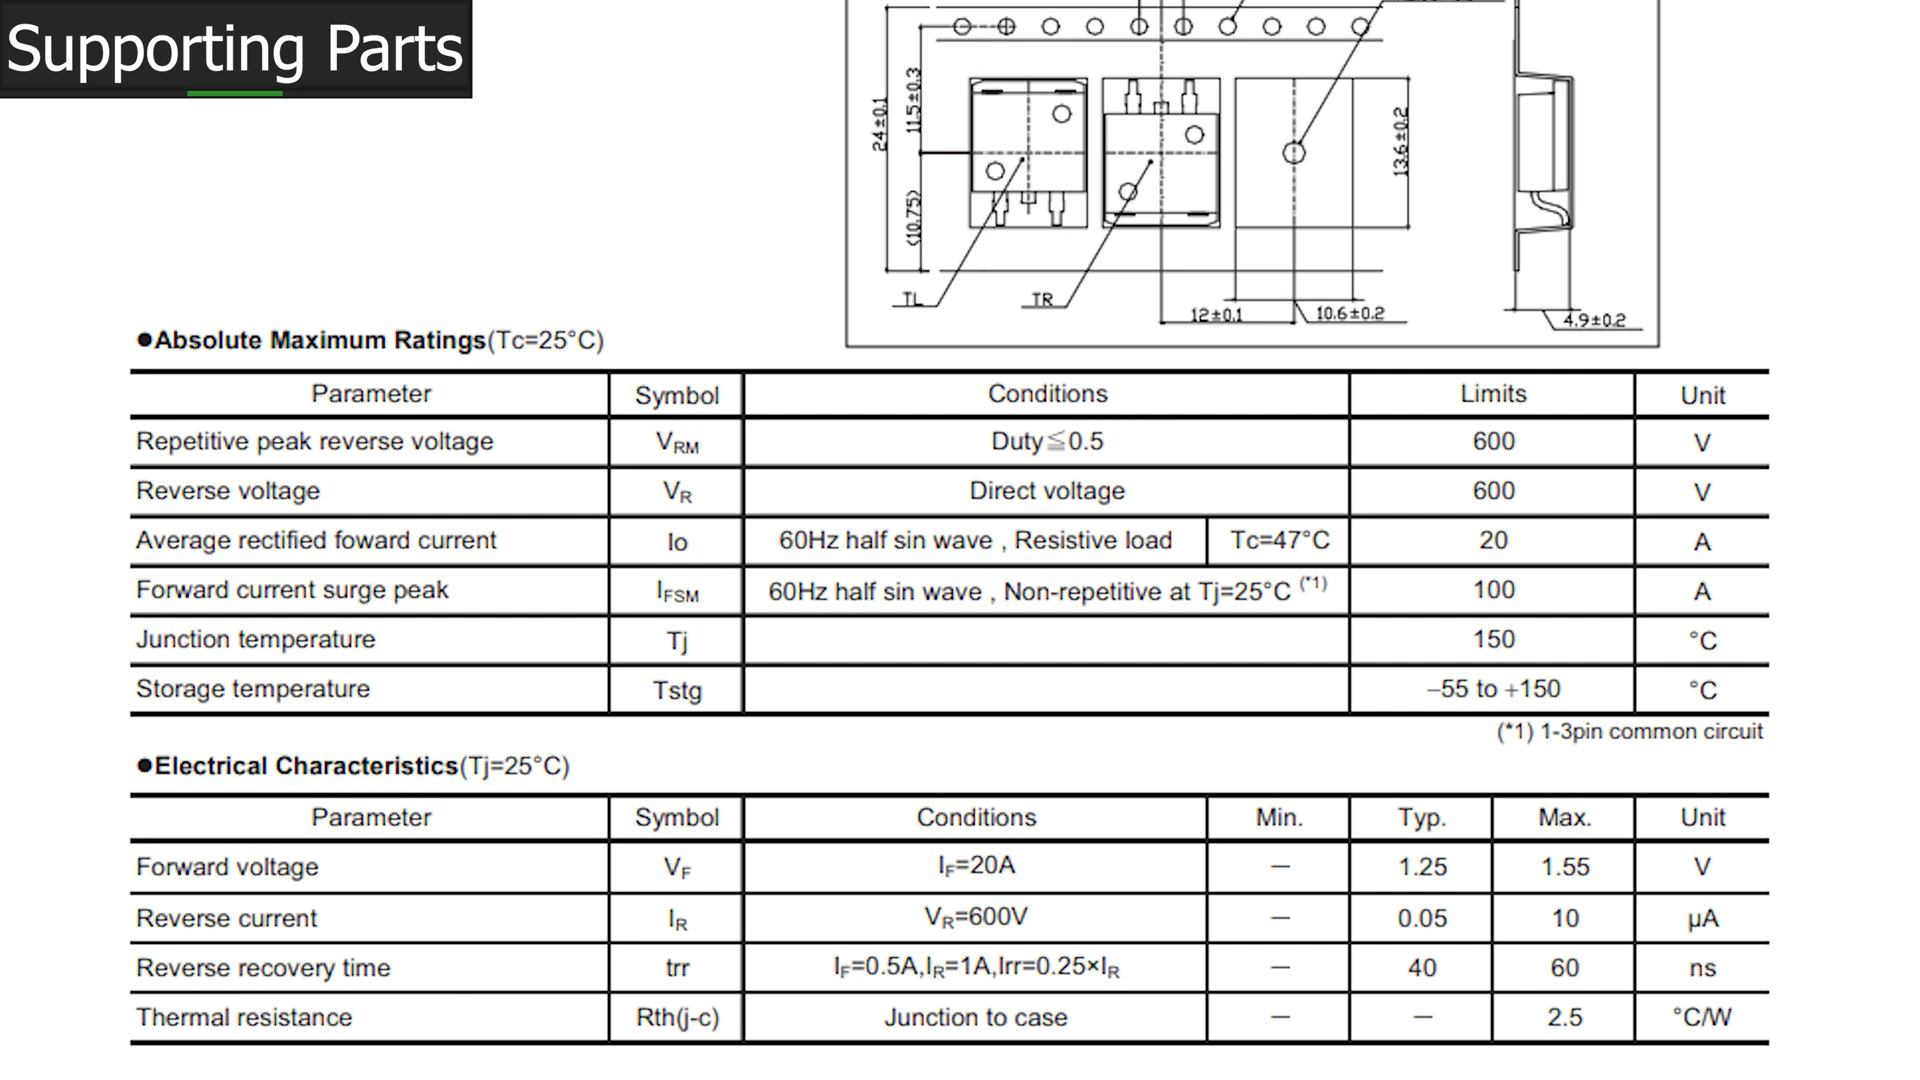 Supporting Parts
24±0.1
11.5±0.3
(10.75)
13.6±0.2
TL
TR
12±0.1
10.6±0.2
4.9±0.2
●Absolute Maximum Ratings(Tc=25°C)
Parameter Symbol Conditions Limits Unit
Repetitive peak reverse voltage VRM Duty≦0.5 600 V
Reverse voltage VR Direct voltage 600 V
Average rectified foward current Io 60Hz half sin wave , Resistive load Tc=47°C 20 A
Forward current surge peak IFSM 60Hz half sin wave , Non-repetitive at Tj=25°C (*1) 100 A
Junction temperature Tj 150 °C
Storage temperature Tstg −55 to +150 °C
(*1) 1-3pin common circuit
●Electrical Characteristics(Tj=25°C)
Parameter Symbol Conditions Min. Typ. Max. Unit
Forward voltage VF IF=20A − 1.25 1.55 V
Reverse current IR VR=600V − 0.05 10 μA
Reverse recovery time trr IF=0.5A,IR=1A,Irr=0.25×IR − 40 60 ns
Thermal resistance Rth(j-c) Junction to case − − 2.5 °C/W